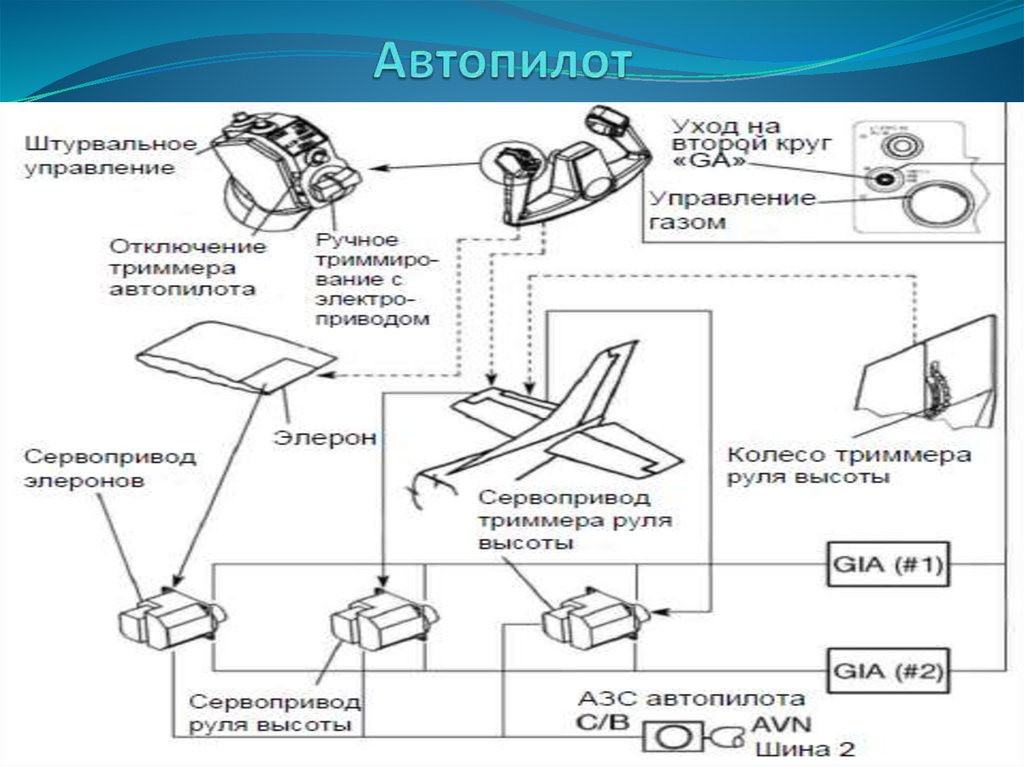 Автопилот
Штурвальное
управление
Уход на
второй круг
«GA»
Управление
газом
Отключение
триммера
автопилота
Ручное
триммиро-
вание с
электро-
приводом
Элерон
Сервопривод
элеронов
Колесо триммера
руля высоты
Сервопривод
триммера руля
высоты
GIA (#1)
GIA (#2)
Сервопривод
руля высоты
АЗС автопилота
C/B
AVN
Шина 2